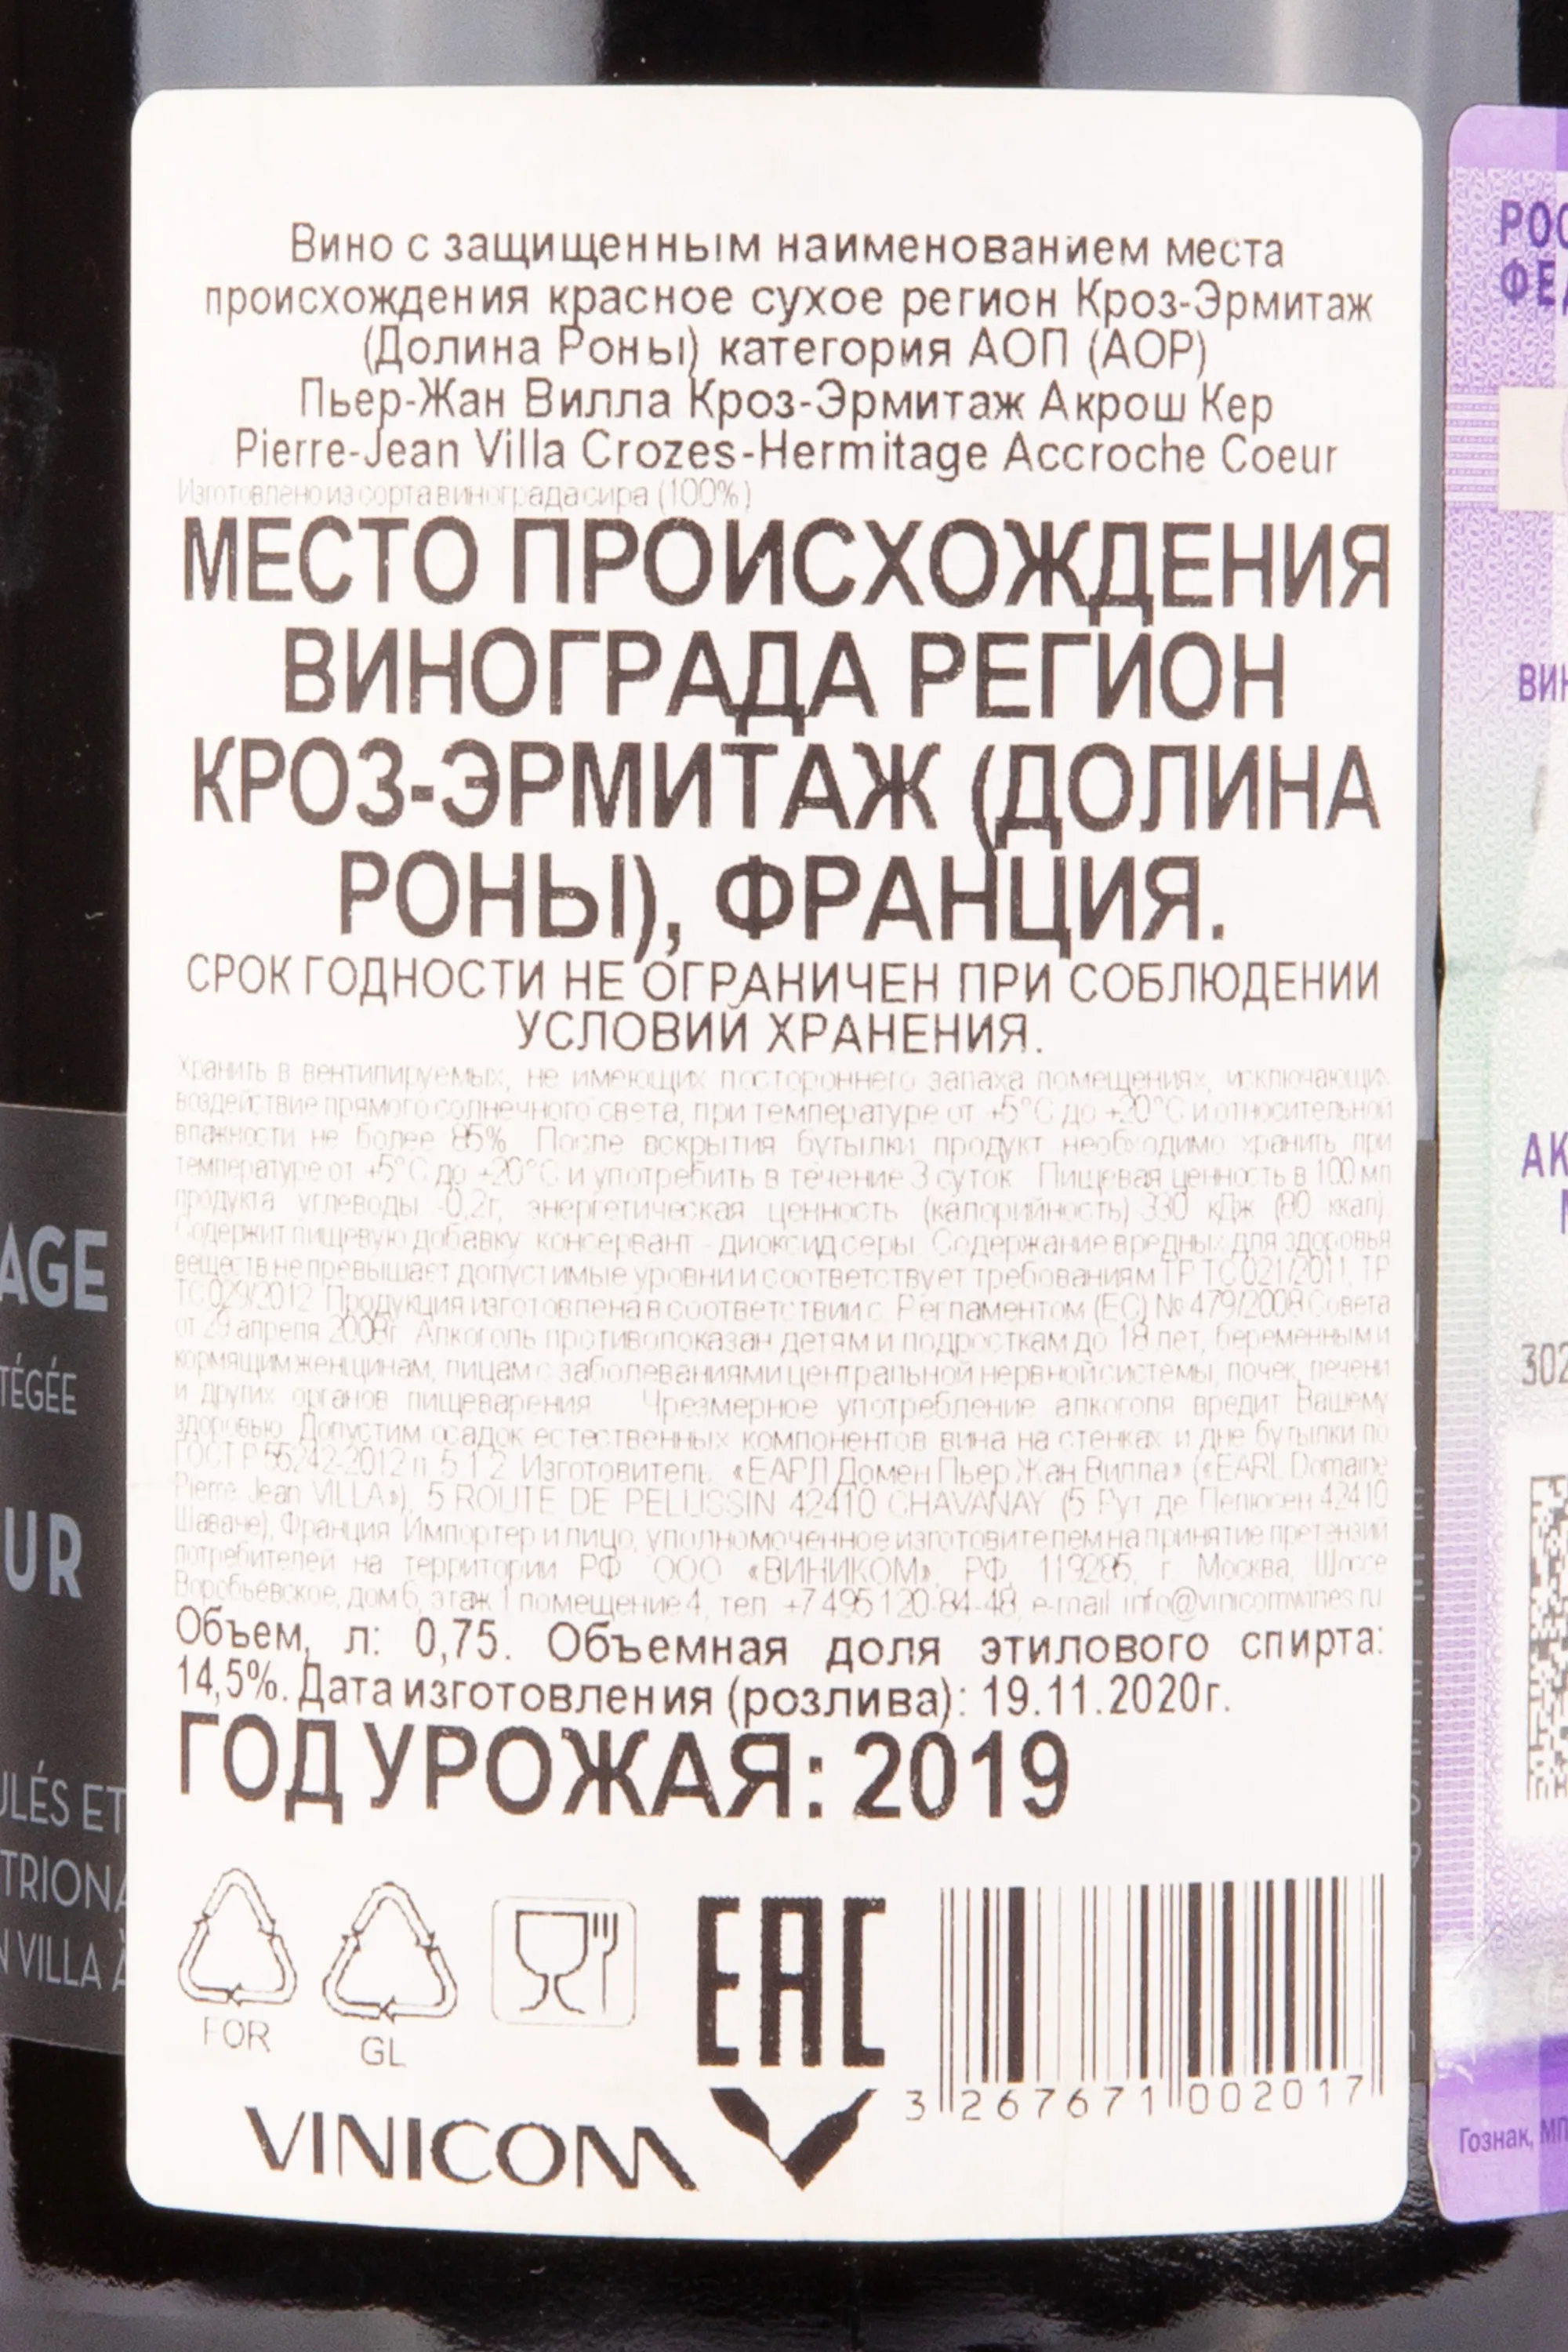 Вино с защищенным наименованием места
происхождения красное сухое регион Кроз-Эрмитаж
(Долина Роны) категория АОП (АОР)
Пьер-Жан Вилла Кроз-Эрмитаж Акрош Кер
Pierre-Jean Villa Crozes-Hermitage Accroche Coeur
Изготовлено из сорта винограда сира (100%)
МЕСТО ПРОИСХОЖДЕНИЯ
ВИНОГРАДА РЕГИОН
КРОЗ-ЭРМИТАЖ (ДОЛИНА
РОНЫ), ФРАНЦИЯ.
СРОК ГОДНОСТИ НЕ ОГРАНИЧЕН ПРИ СОБЛЮДЕНИИ
УСЛОВИЙ ХРАНЕНИЯ.
Хранить в вентилируемых, не имеющих постороннего запаха помещениях, исключающих
воздействие прямого солнечного света, при температуре от +5°C до +20°C и относительной
влажности не более 85%. После вскрытия бутылки продукт необходимо хранить при
температуре от +5°C до +20°C и употребить в течение 3 суток. Пищевая ценность в 100 мл
продукта: углеводы -0,2г, энергетическая ценность (калорийность) 330 кДж (80 ккал).
Содержит пищевую добавку: консервант - диоксид серы. Содержание вредных для здоровья
веществ не превышает допустимые уровни и соответствует требованиям ТР ТС 021/2011, ТР
ТС 029/2012. Продукция изготовлена в соответствии с Регламентом (ЕС) № 479/2008 Совета
от 29 апреля 2008г. Алкоголь противопоказан детям и подросткам до 18 лет, беременным и
кормящим женщинам, лицам с заболеваниями центральной нервной системы, почек, печени
и других органов пищеварения. Чрезмерное употребление алкоголя вредит Вашему
здоровью. Допустим осадок естественных компонентов вина на стенках и дне бутылки по
ГОСТ Р 55242-2012 п. 5.1.2. Изготовитель: «ЕАРЛ Домен Пьер Жан Вилла» («EARL Domaine
Pierre Jean VILLA»), 5 ROUTE DE PELUSSIN 42410 CHAVANAY (5 Рут де Пелюсен 42410
Шаване), Франция. Импортер и лицо, уполномоченное изготовителем на принятие претензий
потребителей на территории РФ: ООО «ВИНИКОМ», РФ, 119285, г. Москва, Шоссе
Воробьёвское, дом 6, этаж 1 помещение 4, тел. +7 495 120-84-48, e-mail: info@vinicomwines.ru
Объем, л: 0,75. Объемная доля этилового спирта:
14,5%. Дата изготовления (розлива): 19.11.2020г.
ГОД УРОЖАЯ: 2019
FOR
GL
EAC
3 267671 002017
VINICOM
AGE
TÉGÉE
UR
ULÉS ET
TRIONA
N VILLA À
РОС
ФЕД
ВИН
АК
302
Гознак, МП